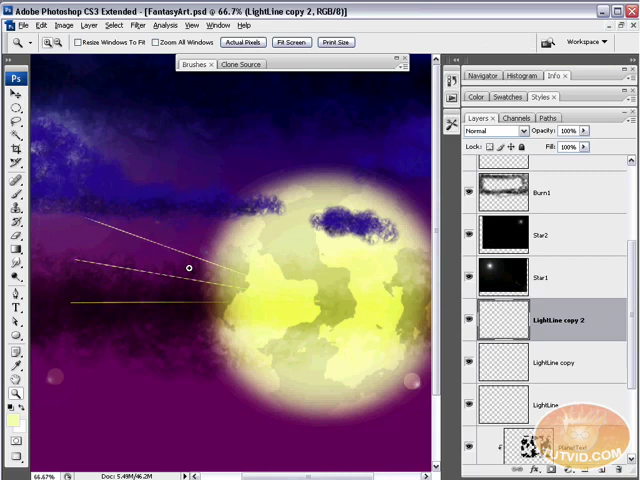 Adobe Photoshop CS3 Extended - [FantasyArt.psd @ 66.7% (LightLine copy 2, RGB/8)]
File Edit Image Layer Select Filter Analysis View Window Help
Resize Windows To Fit Zoom All Windows Actual Pixels Fit Screen Print Size Workspace
Brushes x Clone Source
Navigator Histogram Info x
Color Swatches Styles x
Layers x Channels Paths
Normal Opacity: 100%
Lock: Fill: 100%
Ps
Burn1
Star2
Star1
LightLine copy 2
LightLine copy
LightLine
T
TUTVID.COM
66.67% Doc: 5.49M/46.2M